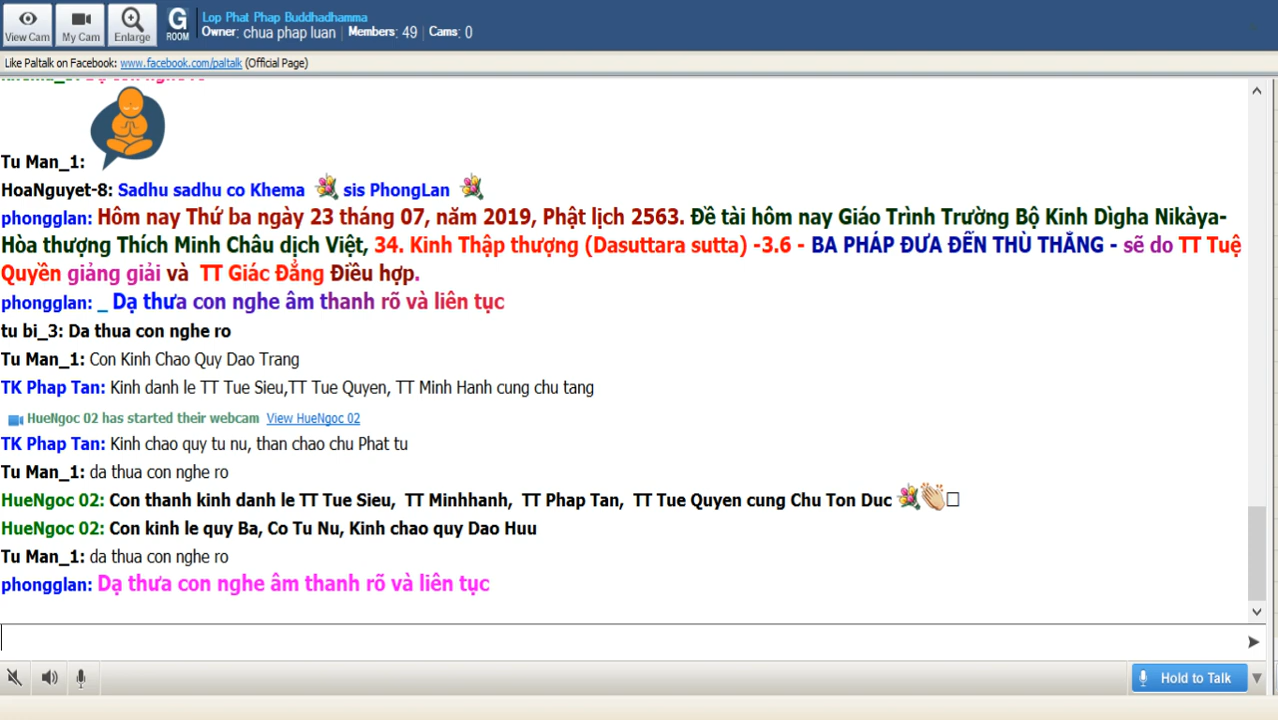 Lop Phat Phap Buddhadhamma
View Cam
My Cam
Enlarge
G ROOM
Owner: chua phap luan | Members: 49 | Cams: 0
Like Paltalk on Facebook: www.facebook.com/paltalk (Official Page)
Tu Man_1:
HoaNguyet-8: Sadhu sadhu co Khema sis PhongLan
phongglan: Hôm nay Thứ ba ngày 23 tháng 07, năm 2019, Phật lịch 2563. Đề tài hôm nay Giáo Trình Trường Bộ Kinh Dìgha Nikàya-
Hòa thượng Thích Minh Châu dịch Việt, 34. Kinh Thập thượng (Dasuttara sutta) -3.6 - BA PHÁP ĐƯA ĐẾN THÙ THẮNG - sẽ do TT Tuệ
Quyền giảng giải và TT Giác Đẳng Điều hợp.
phongglan: _ Dạ thưa con nghe âm thanh rõ và liên tục
tu bi_3: Da thua con nghe ro
Tu Man_1: Con Kinh Chao Quy Dao Trang
TK Phap Tan: Kinh danh le TT Tue Sieu,TT Tue Quyen, TT Minh Hanh cung chu tang
HueNgoc 02 has started their webcam View HueNgoc 02
TK Phap Tan: Kinh chao quy tu nu, than chao chu Phat tu
Tu Man_1: da thua con nghe ro
HueNgoc 02: Con thanh kinh danh le TT Tue Sieu, TT Minhhanh, TT Phap Tan, TT Tue Quyen cung Chu Ton Duc
HueNgoc 02: Con kinh le quy Ba, Co Tu Nu, Kinh chao quy Dao Huu
Tu Man_1: da thua con nghe ro
phongglan: Dạ thưa con nghe âm thanh rõ và liên tục
Hold to Talk